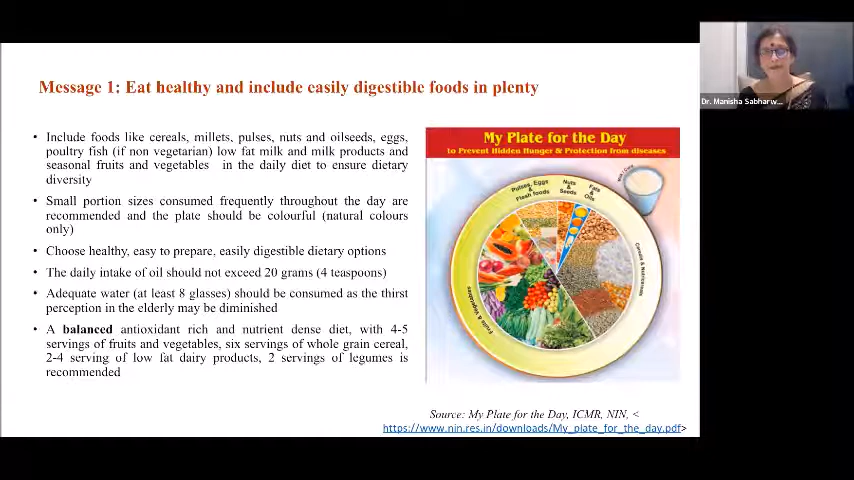 Message 1: Eat healthy and include easily digestible foods in plenty
• Include foods like cereals, millets, pulses, nuts and oilseeds, eggs,
poultry fish (if non vegetarian) low fat milk and milk products and
seasonal fruits and vegetables in the daily diet to ensure dietary
diversity
• Small portion sizes consumed frequently throughout the day are
recommended and the plate should be colourful (natural colours
only)
• Choose healthy, easy to prepare, easily digestible dietary options
• The daily intake of oil should not exceed 20 grams (4 teaspoons)
• Adequate water (at least 8 glasses) should be consumed as the thirst
perception in the elderly may be diminished
• A balanced antioxidant rich and nutrient dense diet, with 4-5
servings of fruits and vegetables, six servings of whole grain cereal,
2-4 serving of low fat dairy products, 2 servings of legumes is
recommended
My Plate for the Day
to Prevent Hidden Hunger & Protection from diseases
Pulses, Eggs
&
Flesh foods
Nuts
&
Seeds
Fats
&
Oils
Cereals & Nutricereals
Fruits & Vegetables
Source: My Plate for the Day, ICMR, NIN, <
https://www.nin.res.in/downloads/My_plate_for_the_day.pdf>
Dr. Manisha Sabharw...